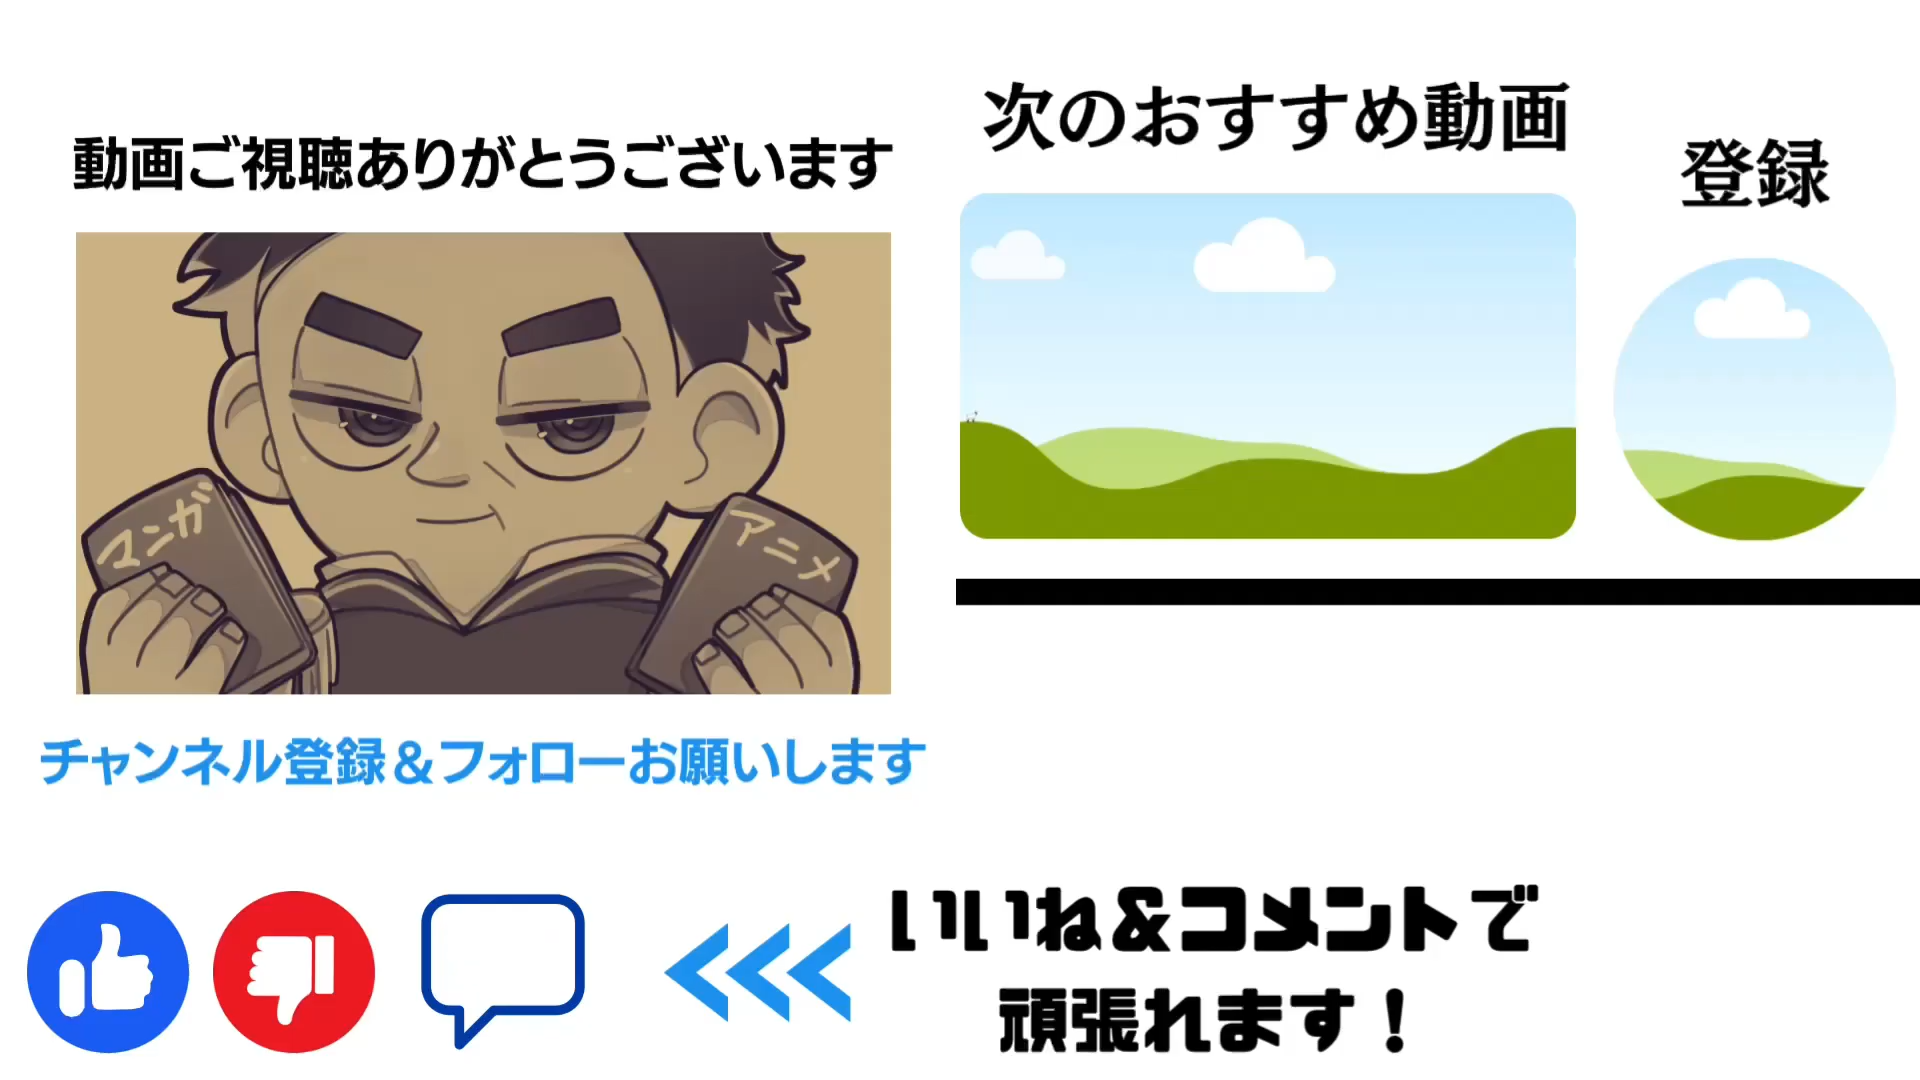 動画ご視聴ありがとうございます
マンガ
アニメ
チャンネル登録＆フォローお願いします
次のおすすめ動画
登録
いいね＆コメントで
頑張れます！